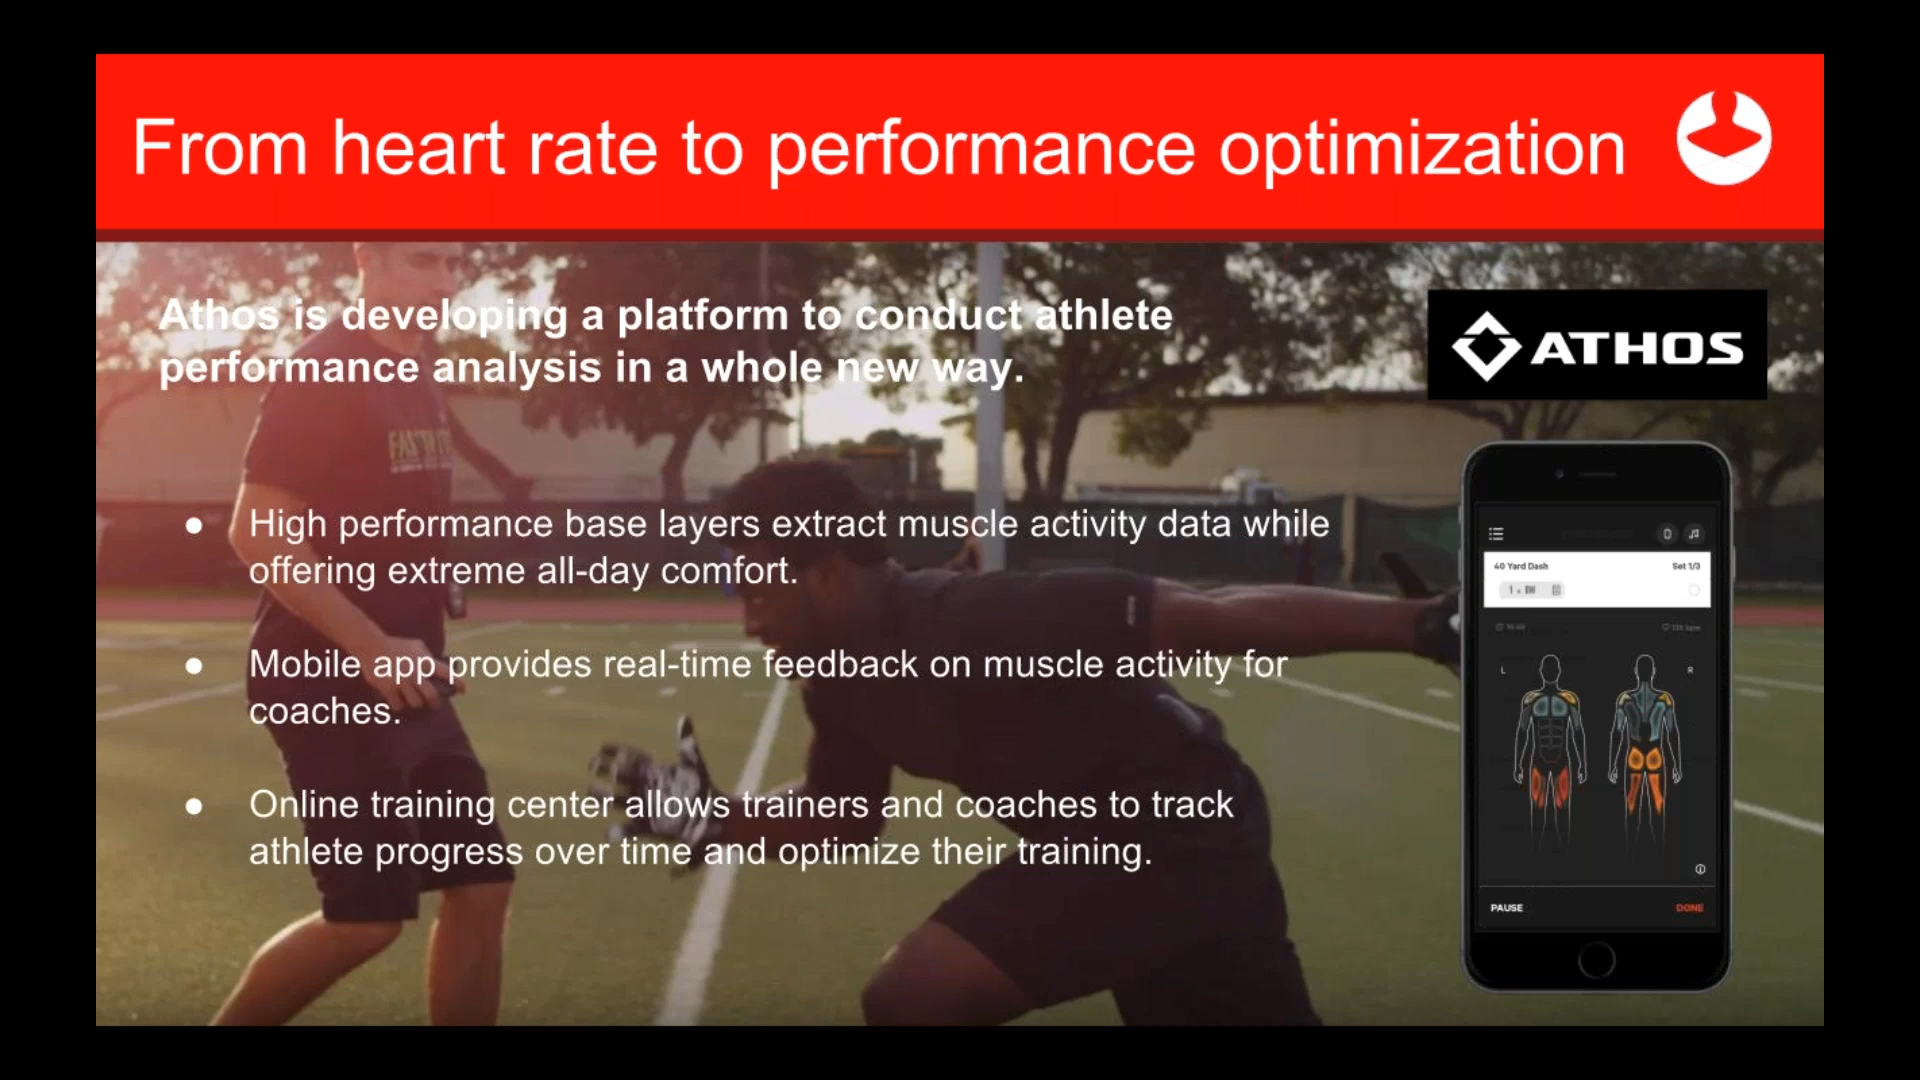 From heart rate to performance optimization
Athos is developing a platform to conduct athlete
performance analysis in a whole new way.
ATHOS
● High performance base layers extract muscle activity data while
offering extreme all-day comfort.
● Mobile app provides real-time feedback on muscle activity for
coaches.
● Online training center allows trainers and coaches to track
athlete progress over time and optimize their training.
40 Yard Dash
Set 1/3
L
R
PAUSE
DONE